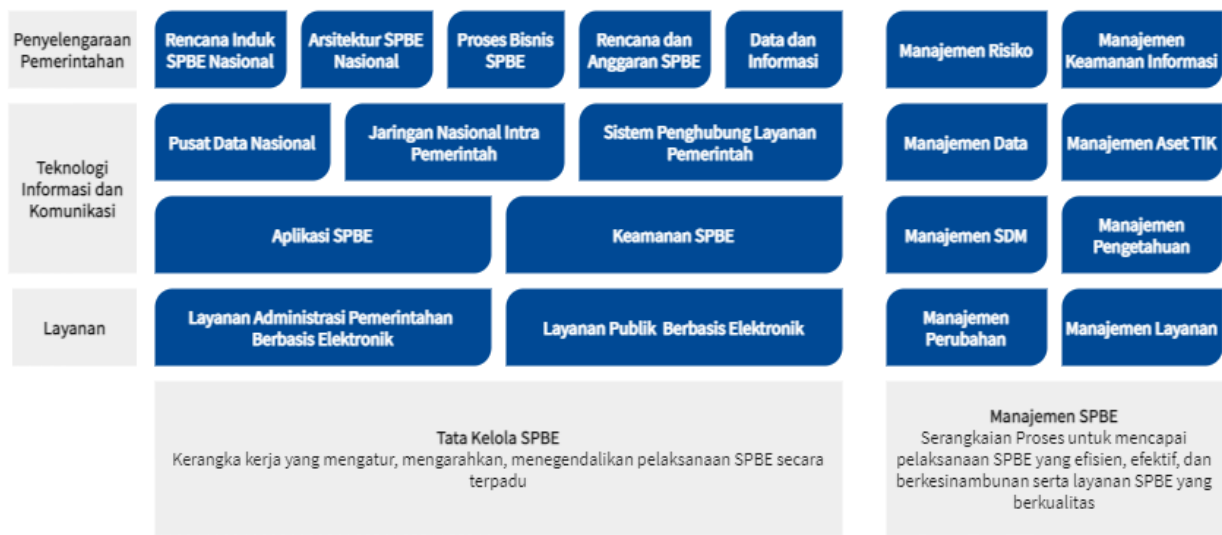 Penyelengaraan
Pemerintahan
Rencana Induk
SPBE Nasional
Arsitektur SPBE
Nasional
Proses Bisnis
SPBE
Rencana dan
Anggaran SPBE
Data dan
Informasi
Manajemen Risiko
Manajemen
Keamanan Informasi
Teknologi
Informasi dan
Komunikasi
Pusat Data Nasional
Jaringan Nasional Intra
Pemerintah
Sistem Penghubung Layanan
Pemerintah
Manajemen Data
Manajemen Aset TIK
Aplikasi SPBE
Keamanan SPBE
Manajemen SDM
Manajemen
Pengetahuan
Layanan
Layanan Administrasi Pemerintahan
Berbasis Elektronik
Layanan Publik Berbasis Elektronik
Manajemen
Perubahan
Manajemen Layanan
Tata Kelola SPBE
Kerangka kerja yang mengatur, mengarahkan, menegendalikan pelaksanaan SPBE secara
terpadu
Manajemen SPBE
Serangkaian Proses untuk mencapai
pelaksanaan SPBE yang efisien, efektif, dan
berkesinambunan serta layanan SPBE yang
berkualitas